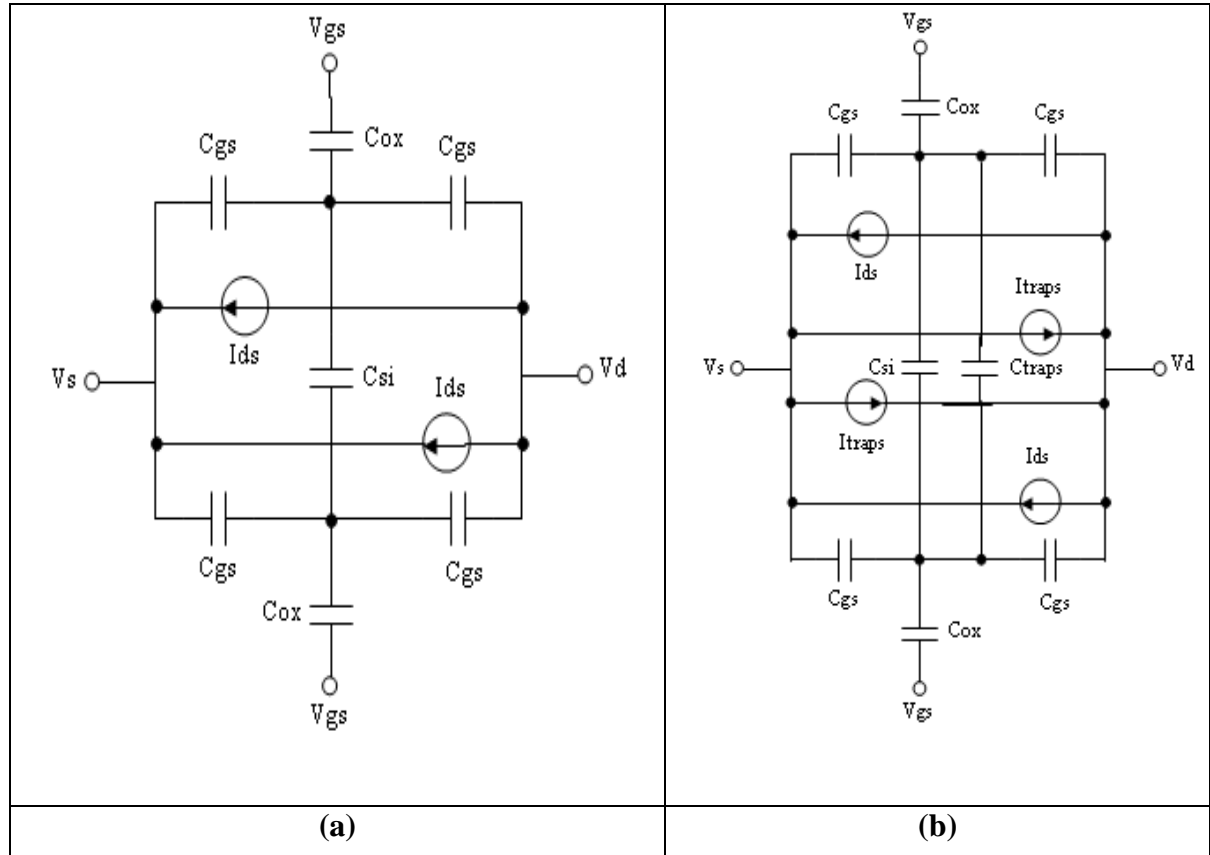 Vgs
Cox
Cgs
Cgs
Ids
Vs
Csi
Vd
Ids
Cgs
Cgs
Cox
Vgs
(a)
Vgs
Cgs
Cox
Cgs
Ids
Itraps
Vs
Csi
Ctraps
Vd
Itraps
Ids
Cgs
Cgs
Cox
Vgs
(b)